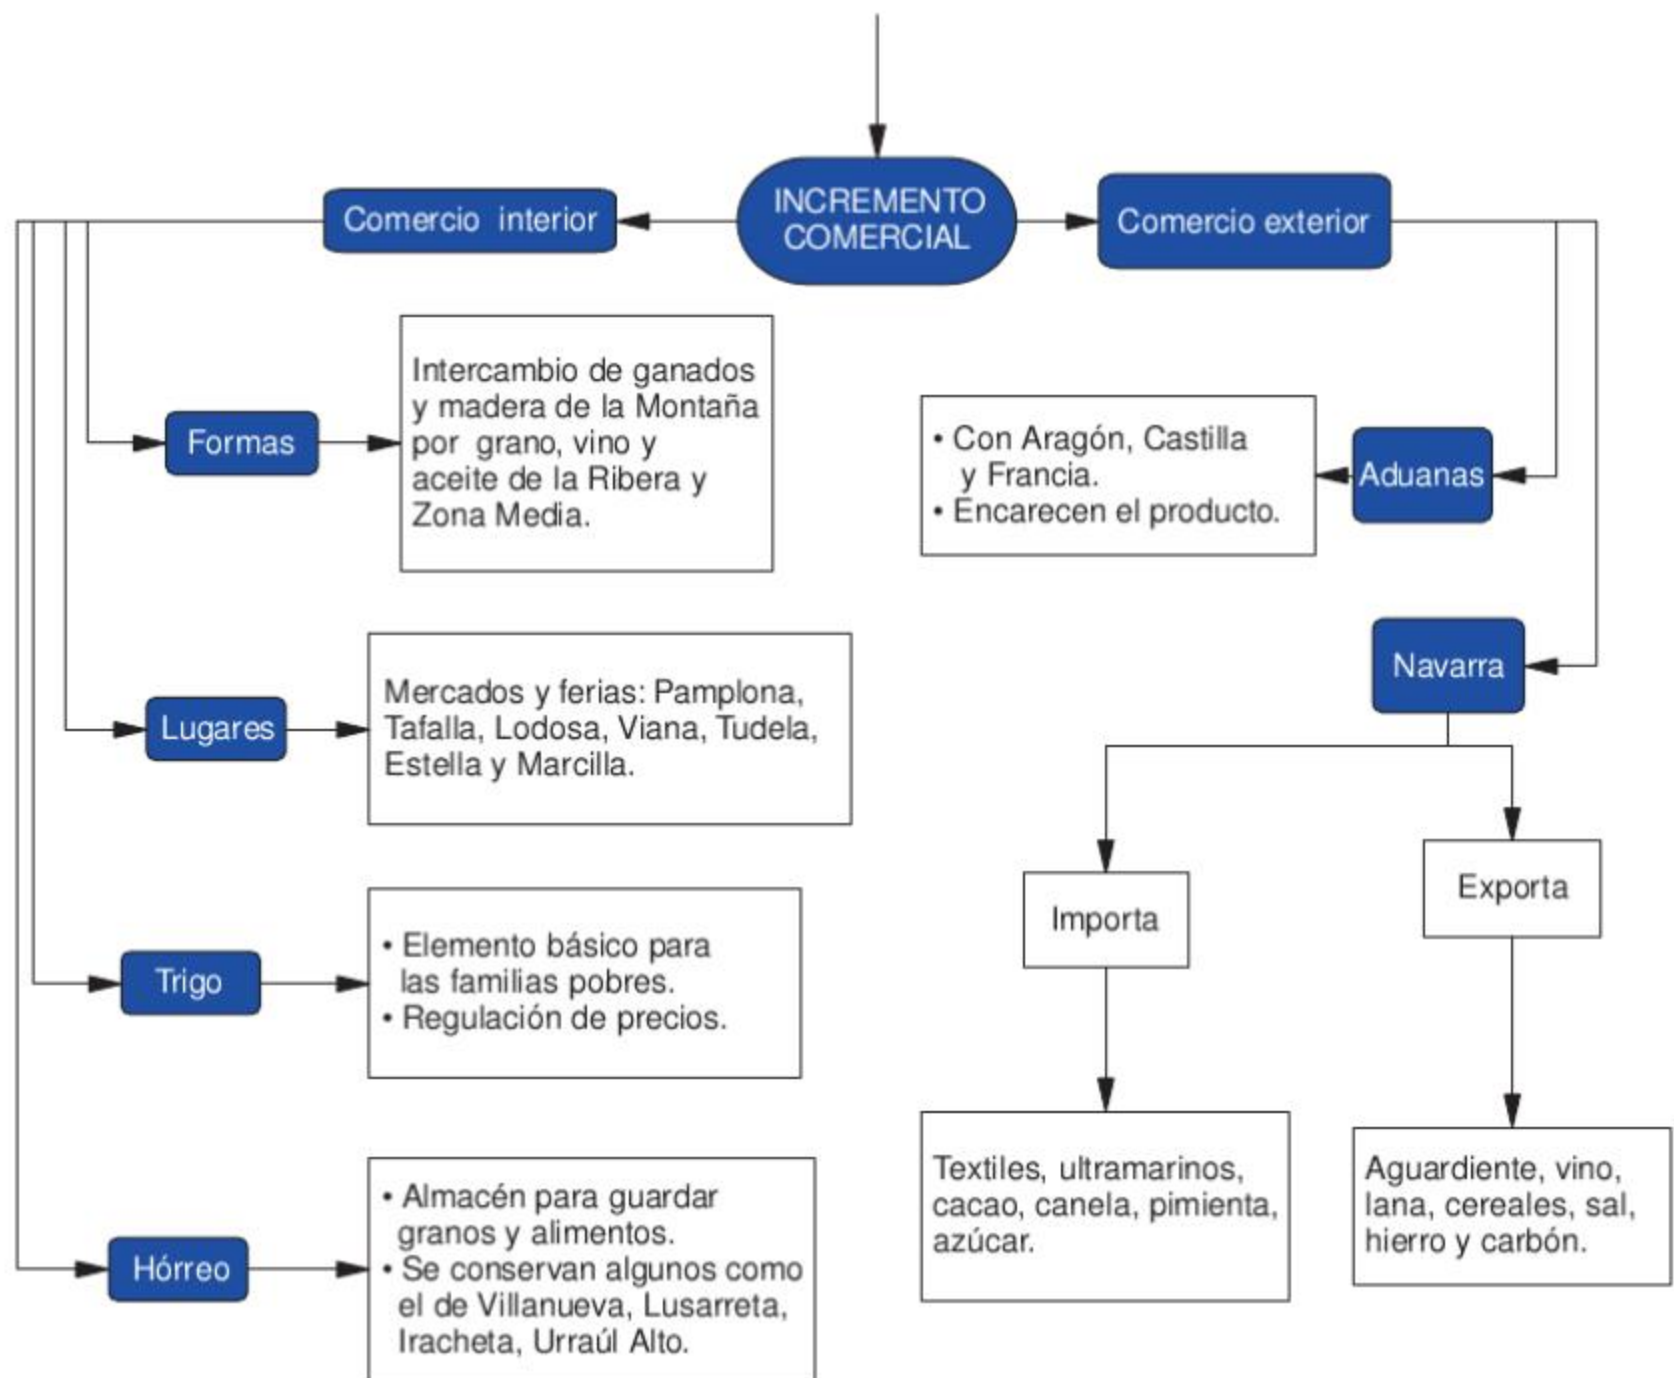 INCREMENTO
COMERCIAL
Comercio interior
Comercio exterior
Formas
Intercambio de ganados
y madera de la Montaña
por grano, vino y
aceite de la Ribera y
Zona Media.
Lugares
Mercados y ferias: Pamplona,
Tafalla, Lodosa, Viana, Tudela,
Estella y Marcilla.
Trigo
• Elemento básico para
las familias pobres.
• Regulación de precios.
Hórreo
• Almacén para guardar
granos y alimentos.
• Se conservan algunos como
el de Villanueva, Lusarreta,
Iracheta, Urraúl Alto.
Aduanas
• Con Aragón, Castilla
y Francia.
• Encarecen el producto.
Navarra
Importa
Textiles, ultramarinos,
cacao, canela, pimienta,
azúcar.
Exporta
Aguardiente, vino,
lana, cereales, sal,
hierro y carbón.